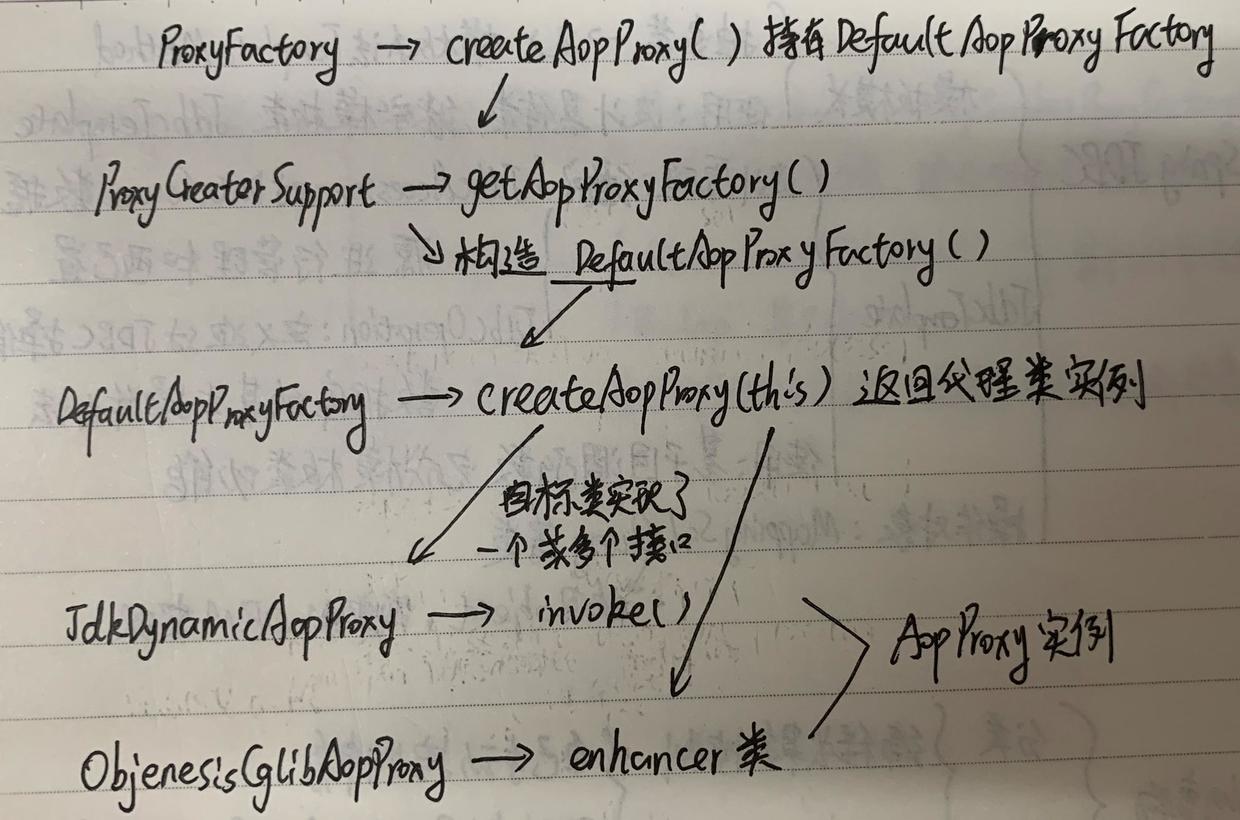 ProxyFactory → createAopProxy() 持有 DefaultAopProxyFactory
ProxyCreaterSupport → getAopProxyFactory()
构造 DefaultAopProxyFactory()
DefaultAopProxyFactory → createAopProxy(this) 返回代理类实例
目标类实现了
一个或多个接口
JdkDynamicAopProxy → invoke()
AopProxy实例
ObjenesisCglibAopProxy → enhancer类